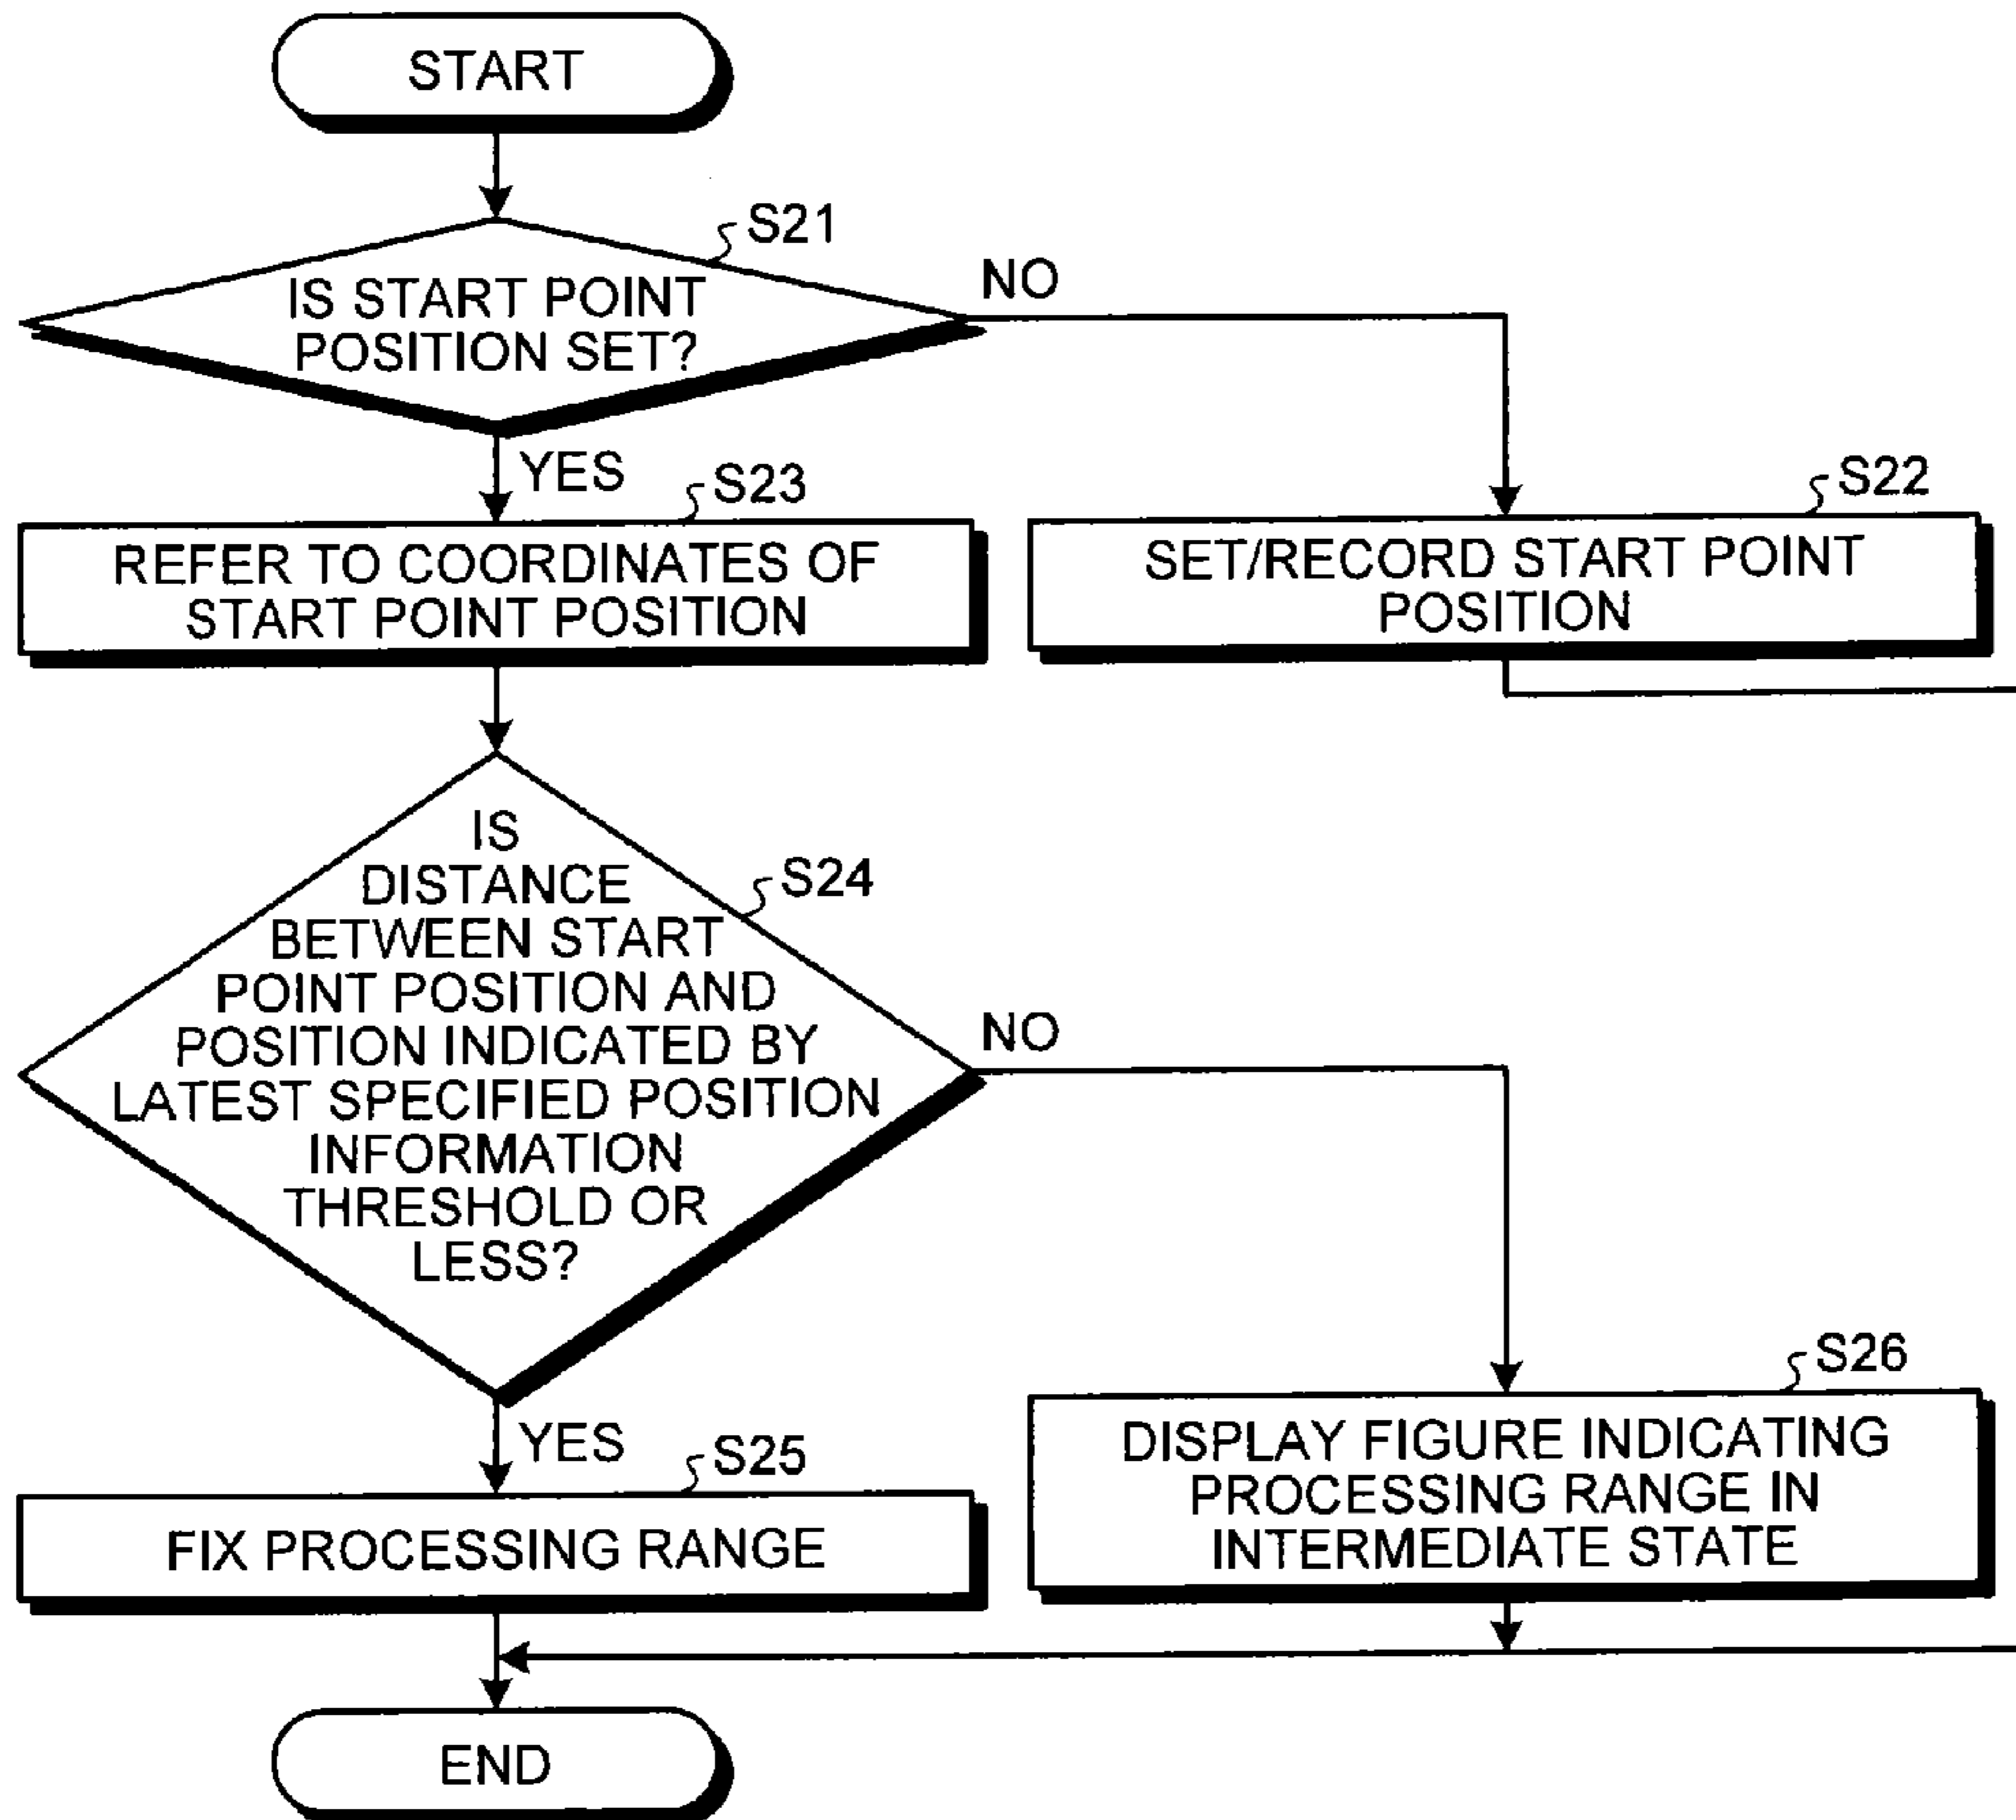 START
S21
IS START POINT
POSITION SET?
NO
YES
S23
REFER TO COORDINATES OF
START POINT POSITION
S22
SET/RECORD START POINT
POSITION
S24
IS
DISTANCE
BETWEEN START
POINT POSITION AND
POSITION INDICATED BY
LATEST SPECIFIED POSITION
INFORMATION
THRESHOLD OR
LESS?
NO
YES
S25
FIX PROCESSING RANGE
S26
DISPLAY FIGURE INDICATING
PROCESSING RANGE IN
INTERMEDIATE STATE
END